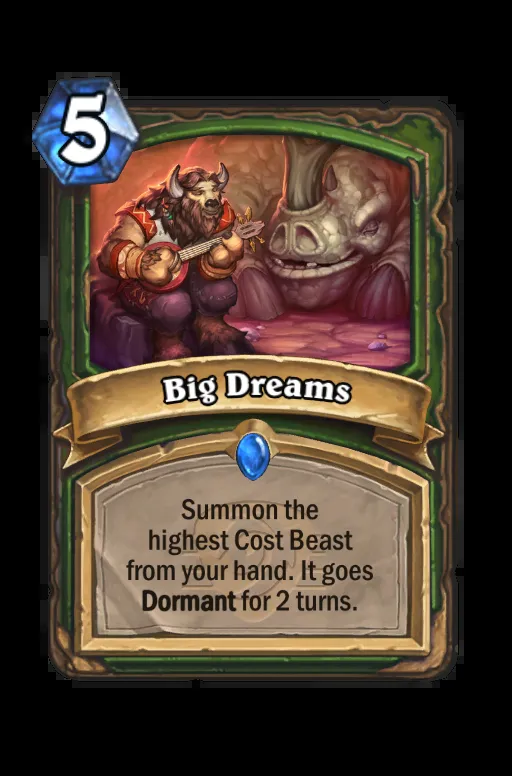 5
Big Dreams
Summon the
highest Cost Beast
from your hand. It goes
Dormant for 2 turns.